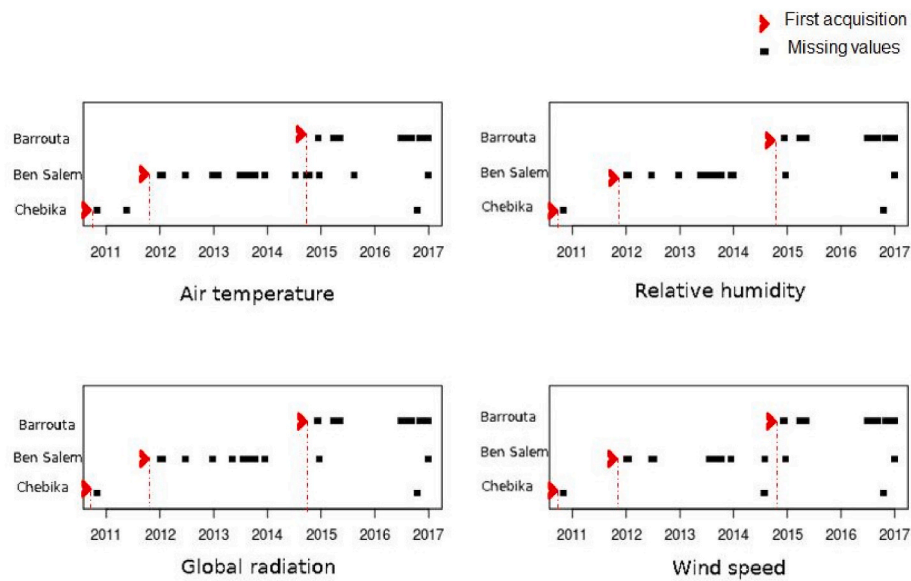 First acquisition
Missing values
Barrouta
Ben Salem
Chebika
2011 2012 2013 2014 2015 2016 2017
Air temperature
Barrouta
Ben Salem
Chebika
2011 2012 2013 2014 2015 2016 2017
Relative humidity
Barrouta
Ben Salem
Chebika
2011 2012 2013 2014 2015 2016 2017
Global radiation
Barrouta
Ben Salem
Chebika
2011 2012 2013 2014 2015 2016 2017
Wind speed